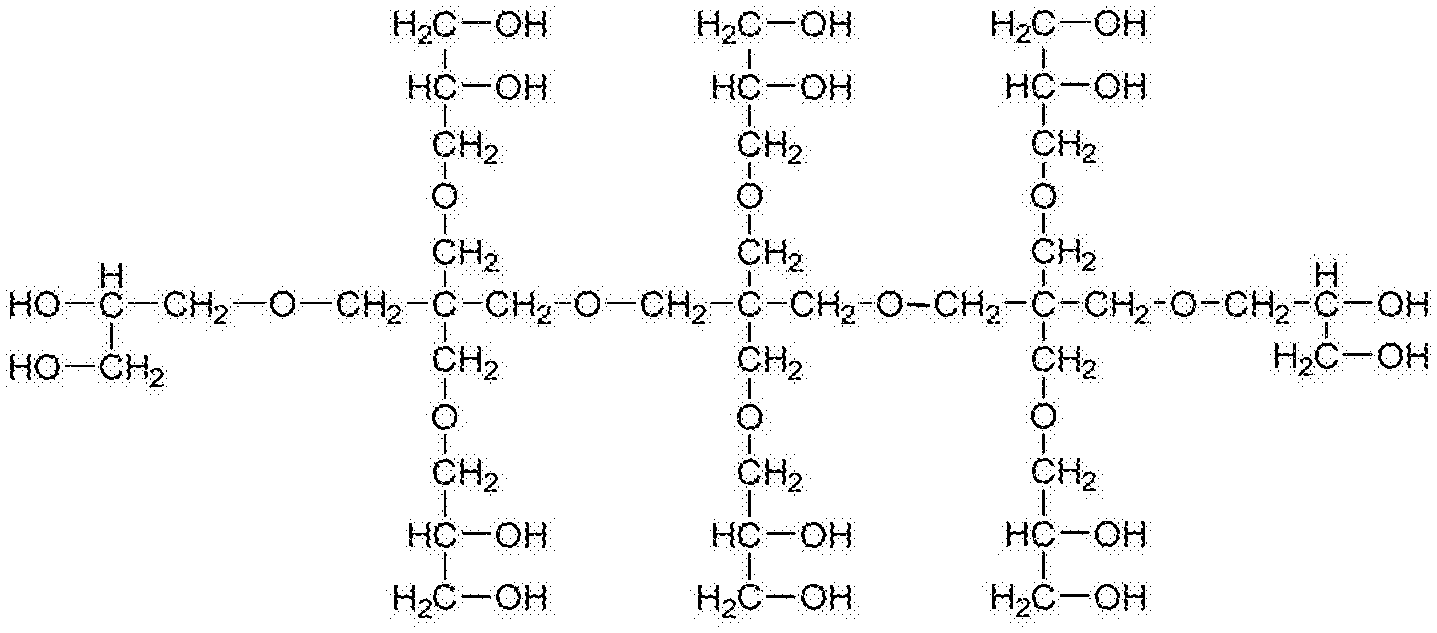 H₂C—OH H₂C—OH H₂C—OH
HC—OH HC—OH HC—OH
CH₂ CH₂ CH₂
O O O
CH₂ CH₂ CH₂
H H
HO—C—CH₂—O—CH₂—C—CH₂—O—CH₂—C—CH₂—O—CH₂—C—CH₂—O—CH₂—C—OH
HO—CH₂ CH₂ CH₂ CH₂ H₂C—OH
O O O
CH₂ CH₂ CH₂
HC—OH HC—OH HC—OH
H₂C—OH H₂C—OH H₂C—OH